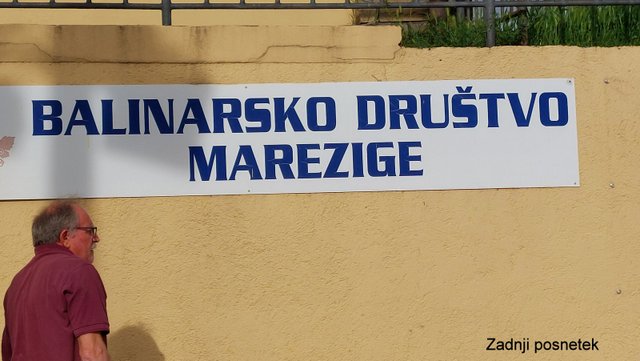 BALINARSKO DRUŠTVO
MAREZIGE
Zadnji posnetek